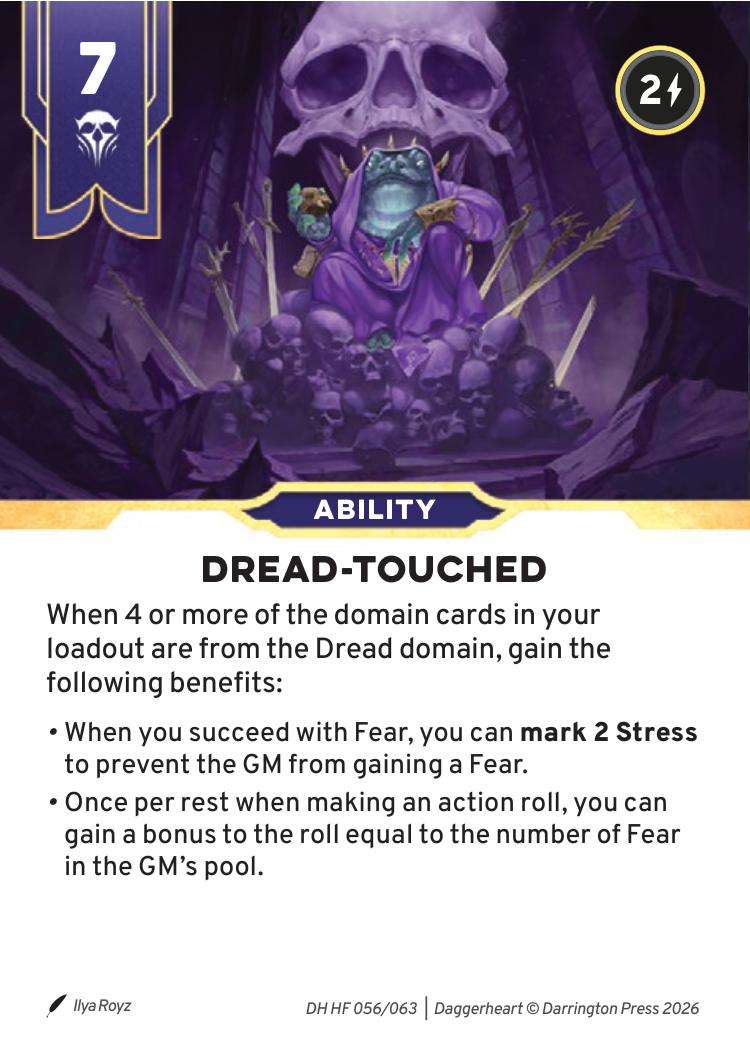 7
2
ABILITY
DREAD-TOUCHED
When 4 or more of the domain cards in your
loadout are from the Dread domain, gain the
following benefits:
• When you succeed with Fear, you can mark 2 Stress
to prevent the GM from gaining a Fear.
• Once per rest when making an action roll, you can
gain a bonus to the roll equal to the number of Fear
in the GM's pool.
Ilya Royz
DH HF 056/063 | Daggerheart © Darrington Press 2026